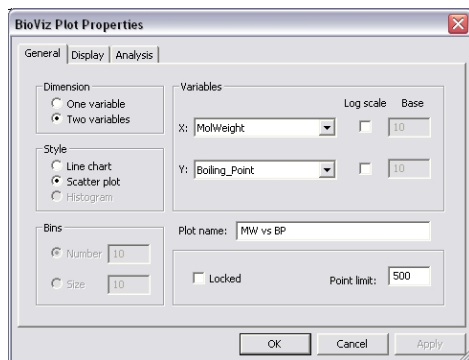 BioViz Plot Properties
General Display Analysis
Dimension
One variable
Two variables
Style
Line chart
Scatter plot
Histogram
Bins
Number 10
Size 10
Variables
Log scale Base
X: MolWeight 10
Y: Boiling_Point 10
Plot name: MW vs BP
Locked Point limit: 500
OK Cancel Apply